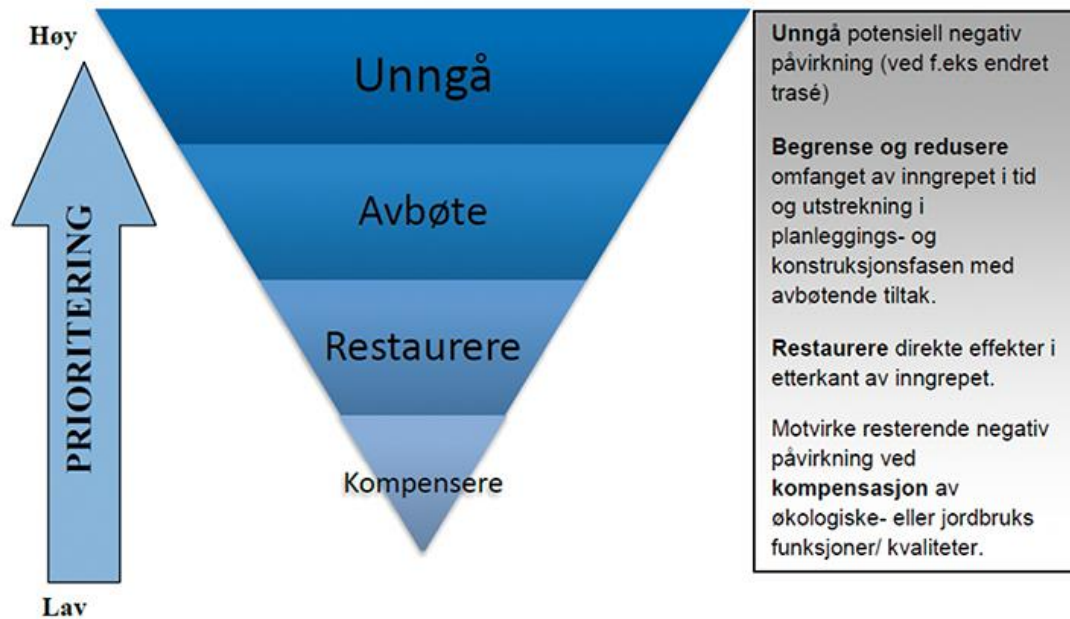 Høy
PRIORITERING
Lav
Unngå
Avbøte
Restaurere
Kompensere
Unngå potensiell negativ
påvirkning (ved f.eks endret
trasé)
Begrense og redusere
omfanget av inngrepet i tid
og utstrekning i
planleggings- og
konstruksjonsfasen med
avbøtende tiltak.
Restaurere direkte effekter i
etterkant av inngrepet.
Motvirke resterende negativ
påvirkning ved
kompensasjon av
økologiske- eller jordbruks
funksjoner/ kvaliteter.